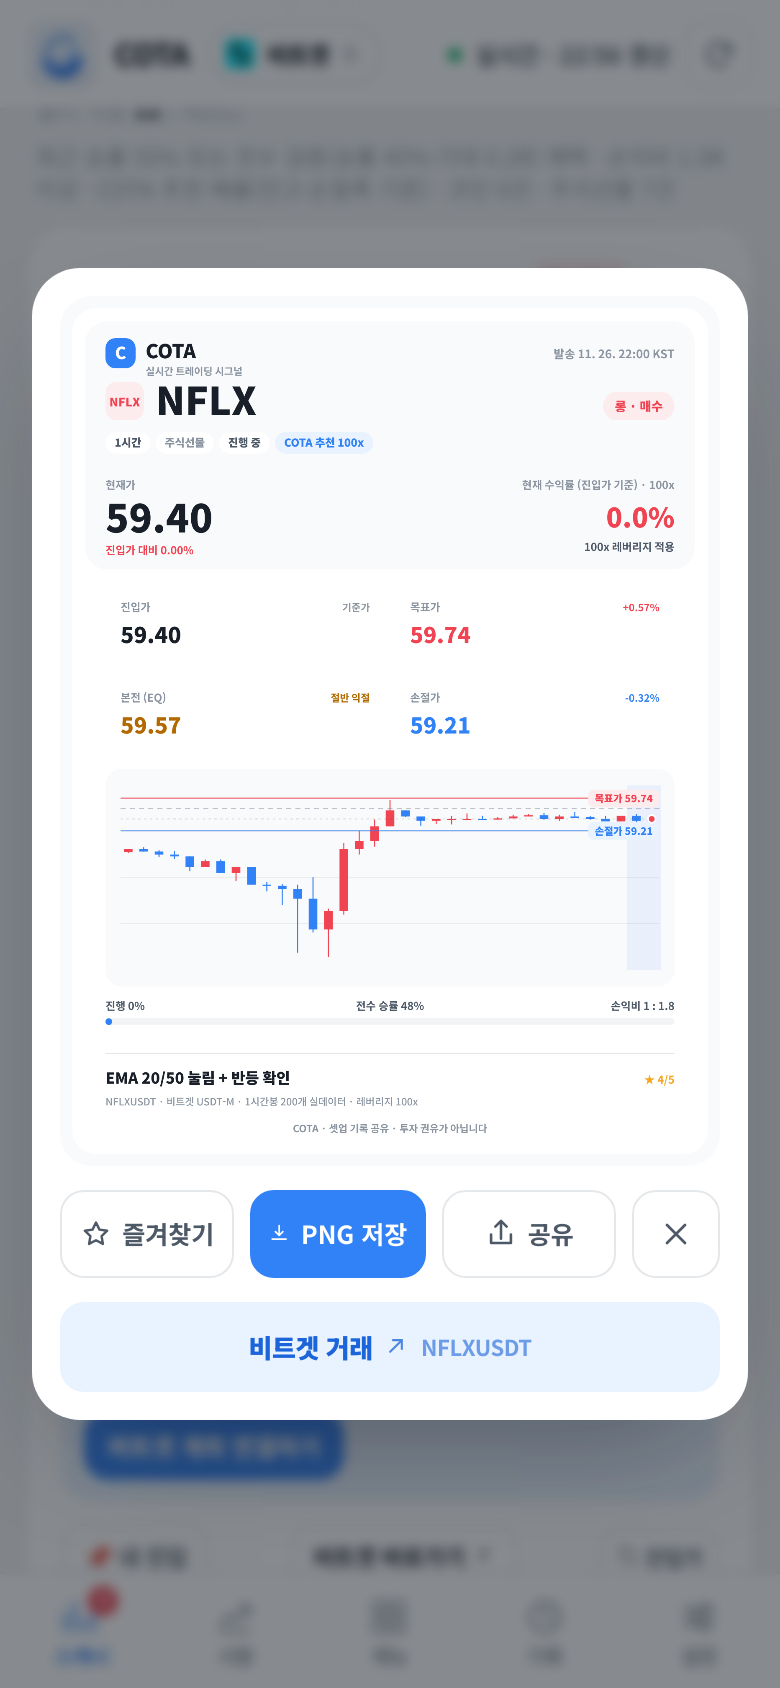 COTA
C COTA
실시간 트레이딩 시그널
발송 11. 26. 22:00 KST
NFLX NFLX
롱 · 매수
1시간 주식선물 진행 중 COTA 추천 100x
현재가
현재 수익률 (진입가 기준) · 100x
59.40
0.0%
진입가 대비 0.00%
100x 레버리지 적용
진입가 기준가
59.40
목표가 +0.57%
59.74
본전 (EQ) 절반 익절
59.57
손절가 -0.32%
59.21
목표가 59.74
손절가 59.21
진행 0% 전수 승률 48% 손익비 1 : 1.8
EMA 20/50 눌림 + 반등 확인
★ 4/5
NFLXUSDT · 비트겟 USDT-M · 1시간봉 200개 실데이터 · 레버리지 100x
COTA · 셋업 기록 공유 · 투자 권유가 아닙니다
즐겨찾기 PNG 저장 공유
비트겟 거래 NFLXUSDT